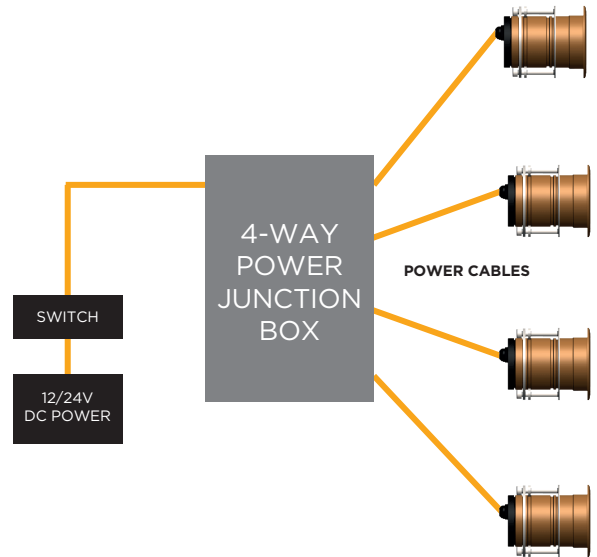 4-WAY
POWER
JUNCTION
BOX
POWER CABLES
SWITCH
12/24V
DC POWER